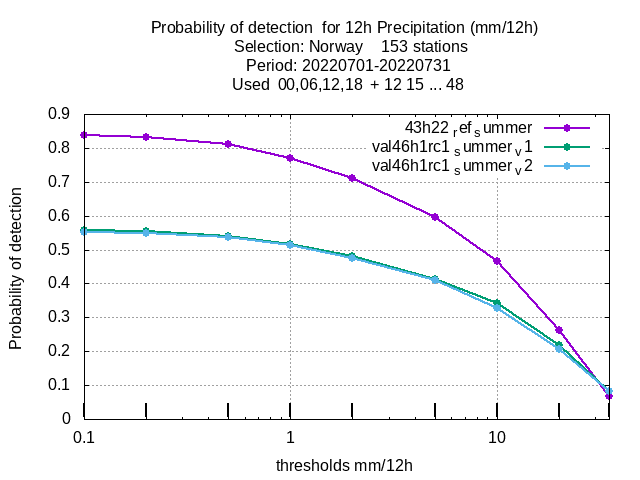 Probability of detection  for 12h Precipitation (mm/12h)
Selection: Norway    153 stations
Period: 20220701-20220731
Used  00,06,12,18  + 12 15 ... 48
43h22 ref summer
val46h1rc1 summer v1
val46h1rc1 summer v2
0.9
0.8
0.7
0.6
0.5
0.4
0.3
0.2
0.1
0
Probability of detection
0.1 1 10
thresholds mm/12h